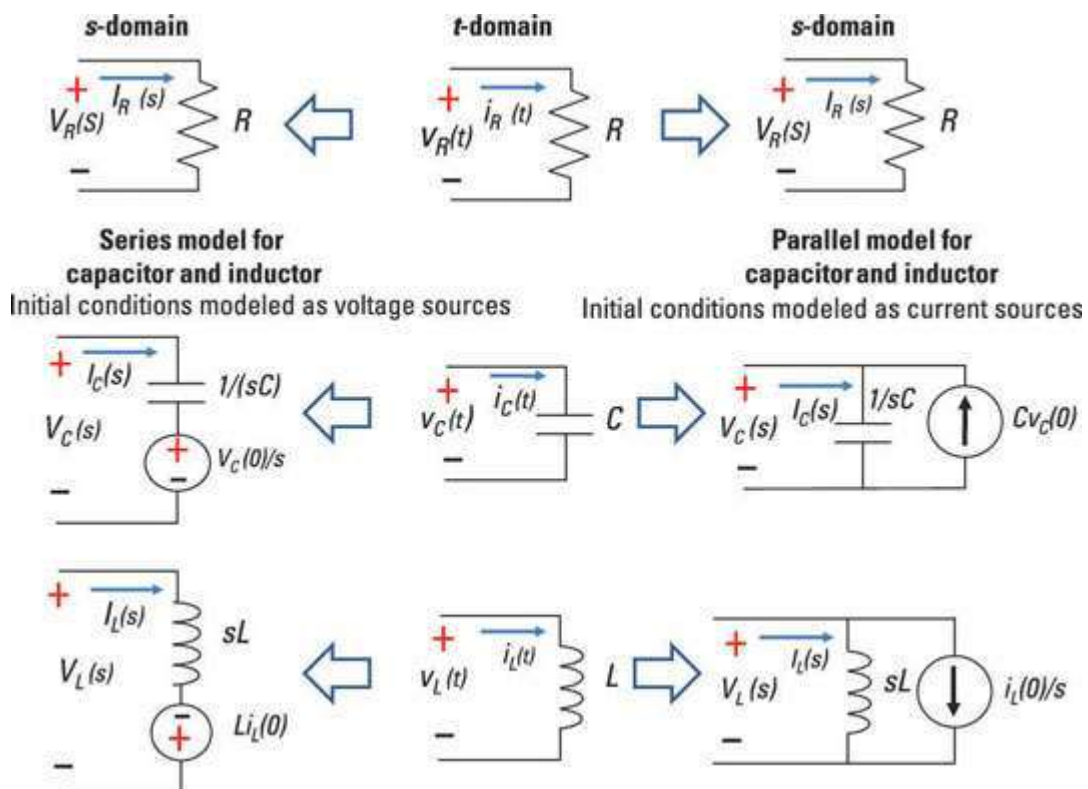 s-domain
t-domain
s-domain
+ I_R (s)
V_R(S)
R
−
+ i_R (t)
v_R(t)
R
−
+ I_R (s)
V_R(S)
R
−
Series model for
capacitor and inductor
Initial conditions modeled as voltage sources
Parallel model for
capacitor and inductor
Initial conditions modeled as current sources
+ I_C(s)
1/(sC)
V_C(s)
+
V_C(0)/s
−
−
+ i_C(t)
v_C(t)
C
−
+ I_C(s)
1/sC
V_C(s)
Cv_C(0)
−
+ I_L(s)
sL
V_L(s)
−
Li_L(0)
+
−
+ i_L(t)
v_L(t)
L
−
+ I_L(s)
V_L(s)
sL
i_L(0)/s
−